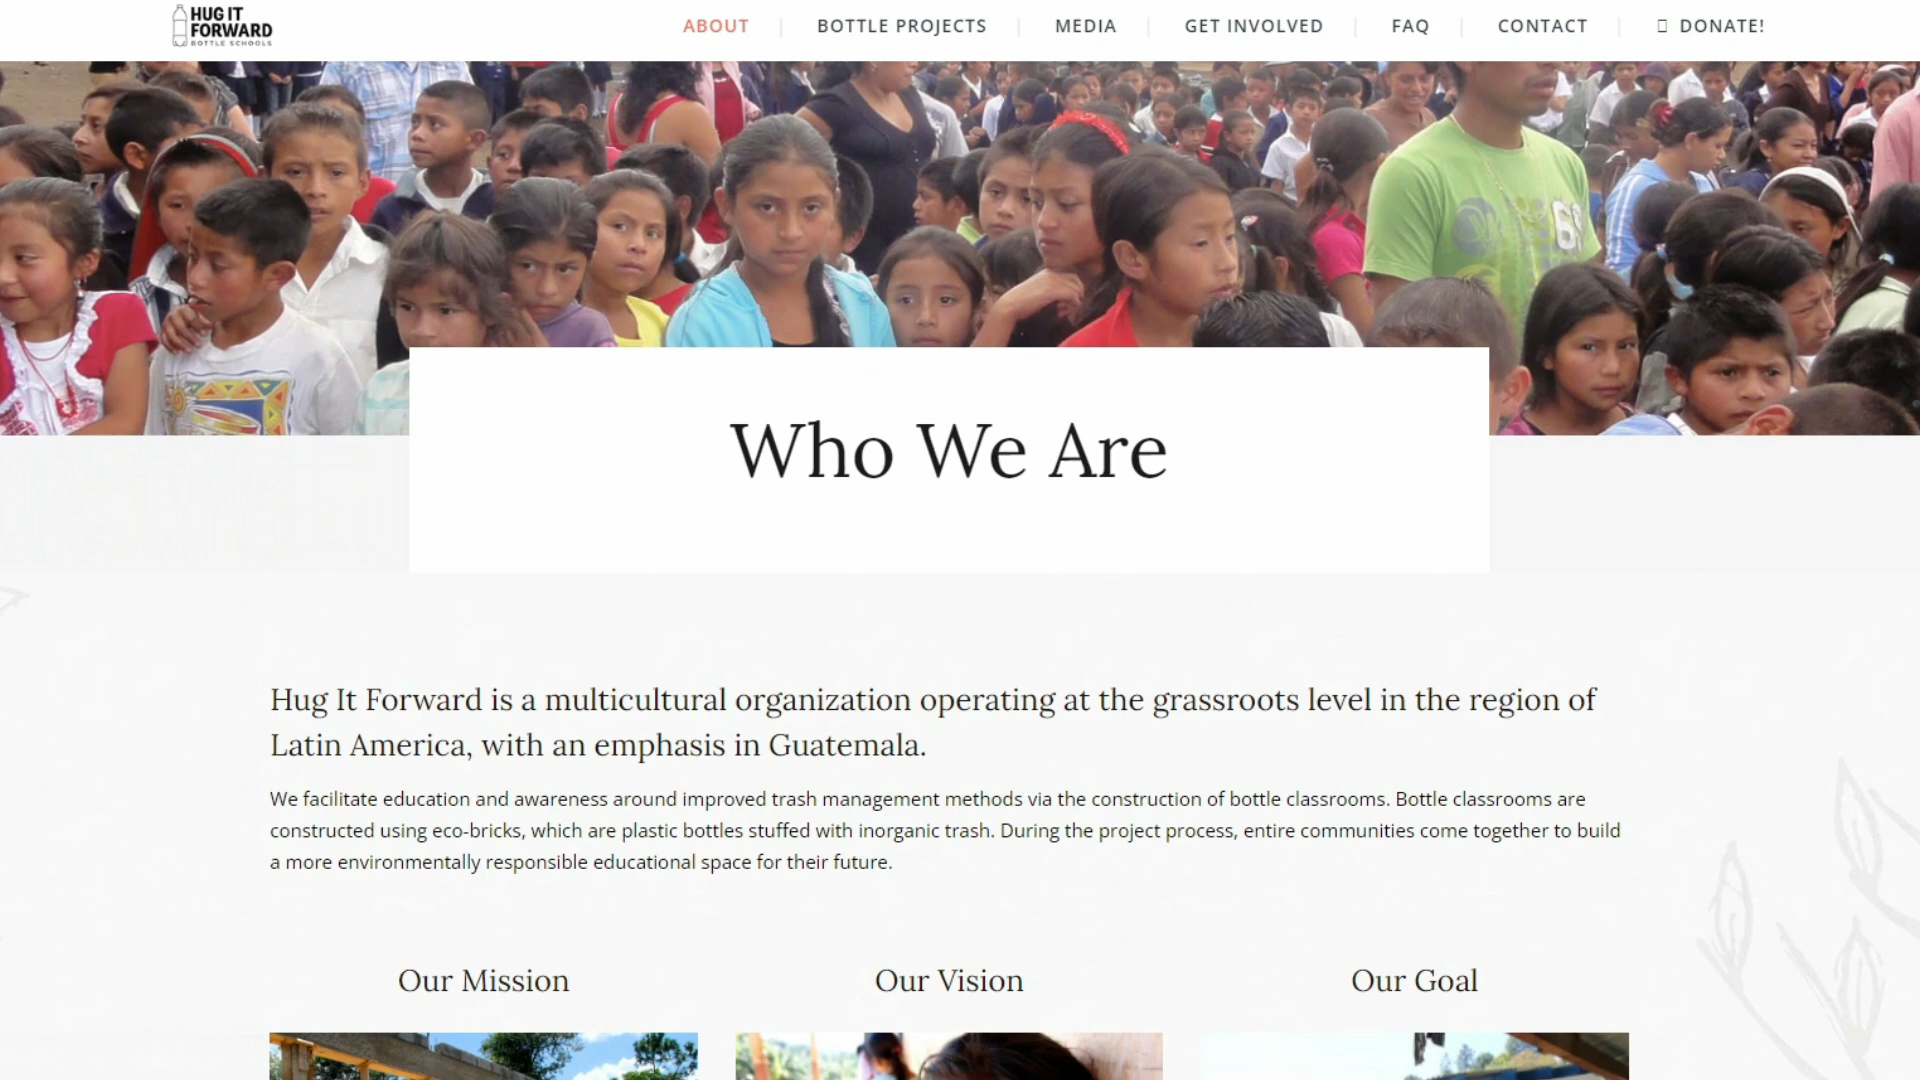 HUG IT
FORWARD
BOTTLE SCHOOLS
ABOUT
BOTTLE PROJECTS
MEDIA
GET INVOLVED
FAQ
CONTACT
DONATE!
68
Who We Are
Hug It Forward is a multicultural organization operating at the grassroots level in the region of
Latin America, with an emphasis in Guatemala.
We facilitate education and awareness around improved trash management methods via the construction of bottle classrooms. Bottle classrooms are
constructed using eco-bricks, which are plastic bottles stuffed with inorganic trash. During the project process, entire communities come together to build
a more environmentally responsible educational space for their future.
Our Mission
Our Vision
Our Goal